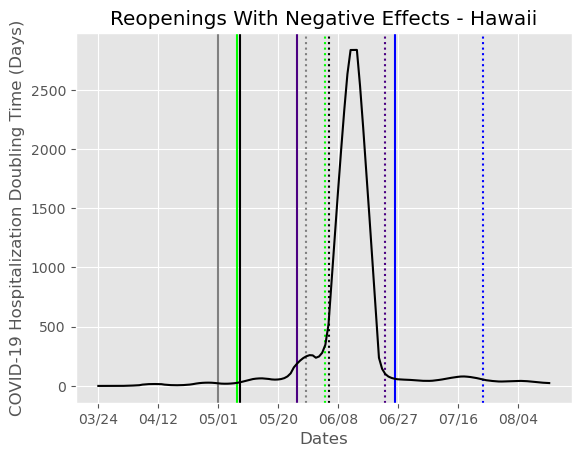 Reopenings With Negative Effects - Hawaii
COVID-19 Hospitalization Doubling Time (Days)
2500
2000
1500
1000
500
0
03/24 04/12 05/01 05/20 06/08 06/27 07/16 08/04
Dates